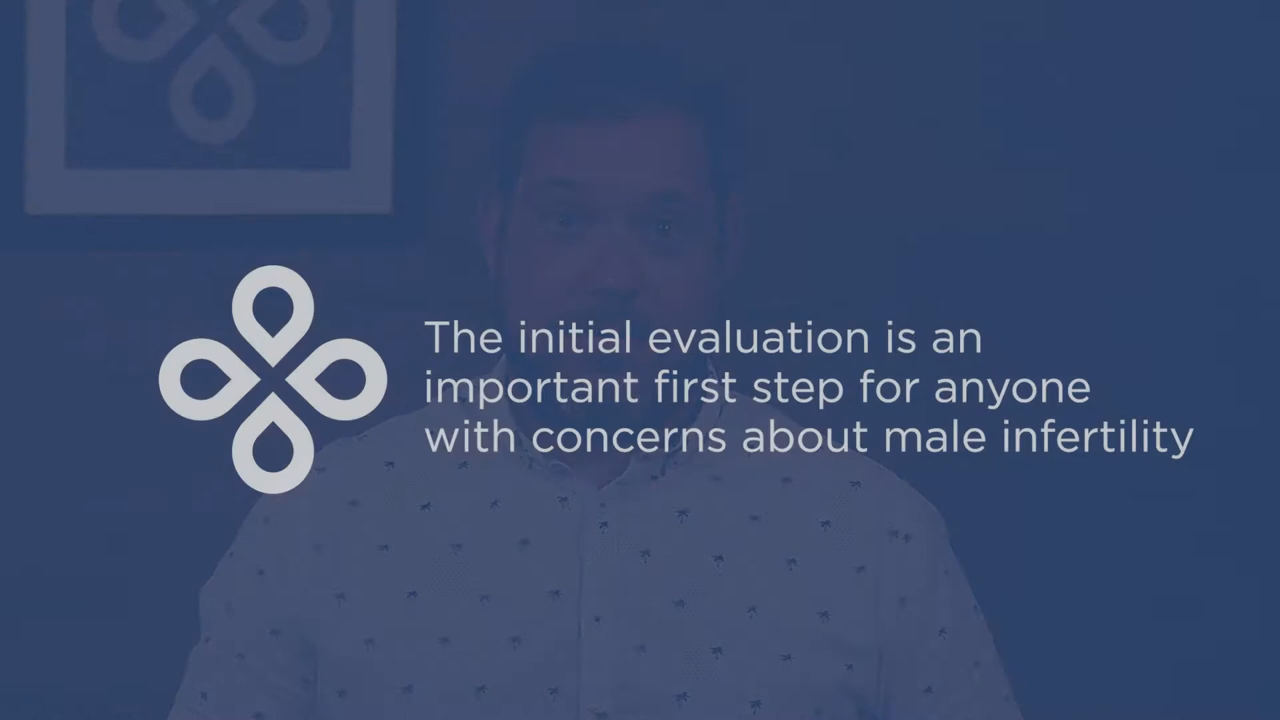 The initial evaluation is an
important first step for anyone
with concerns about male infertility